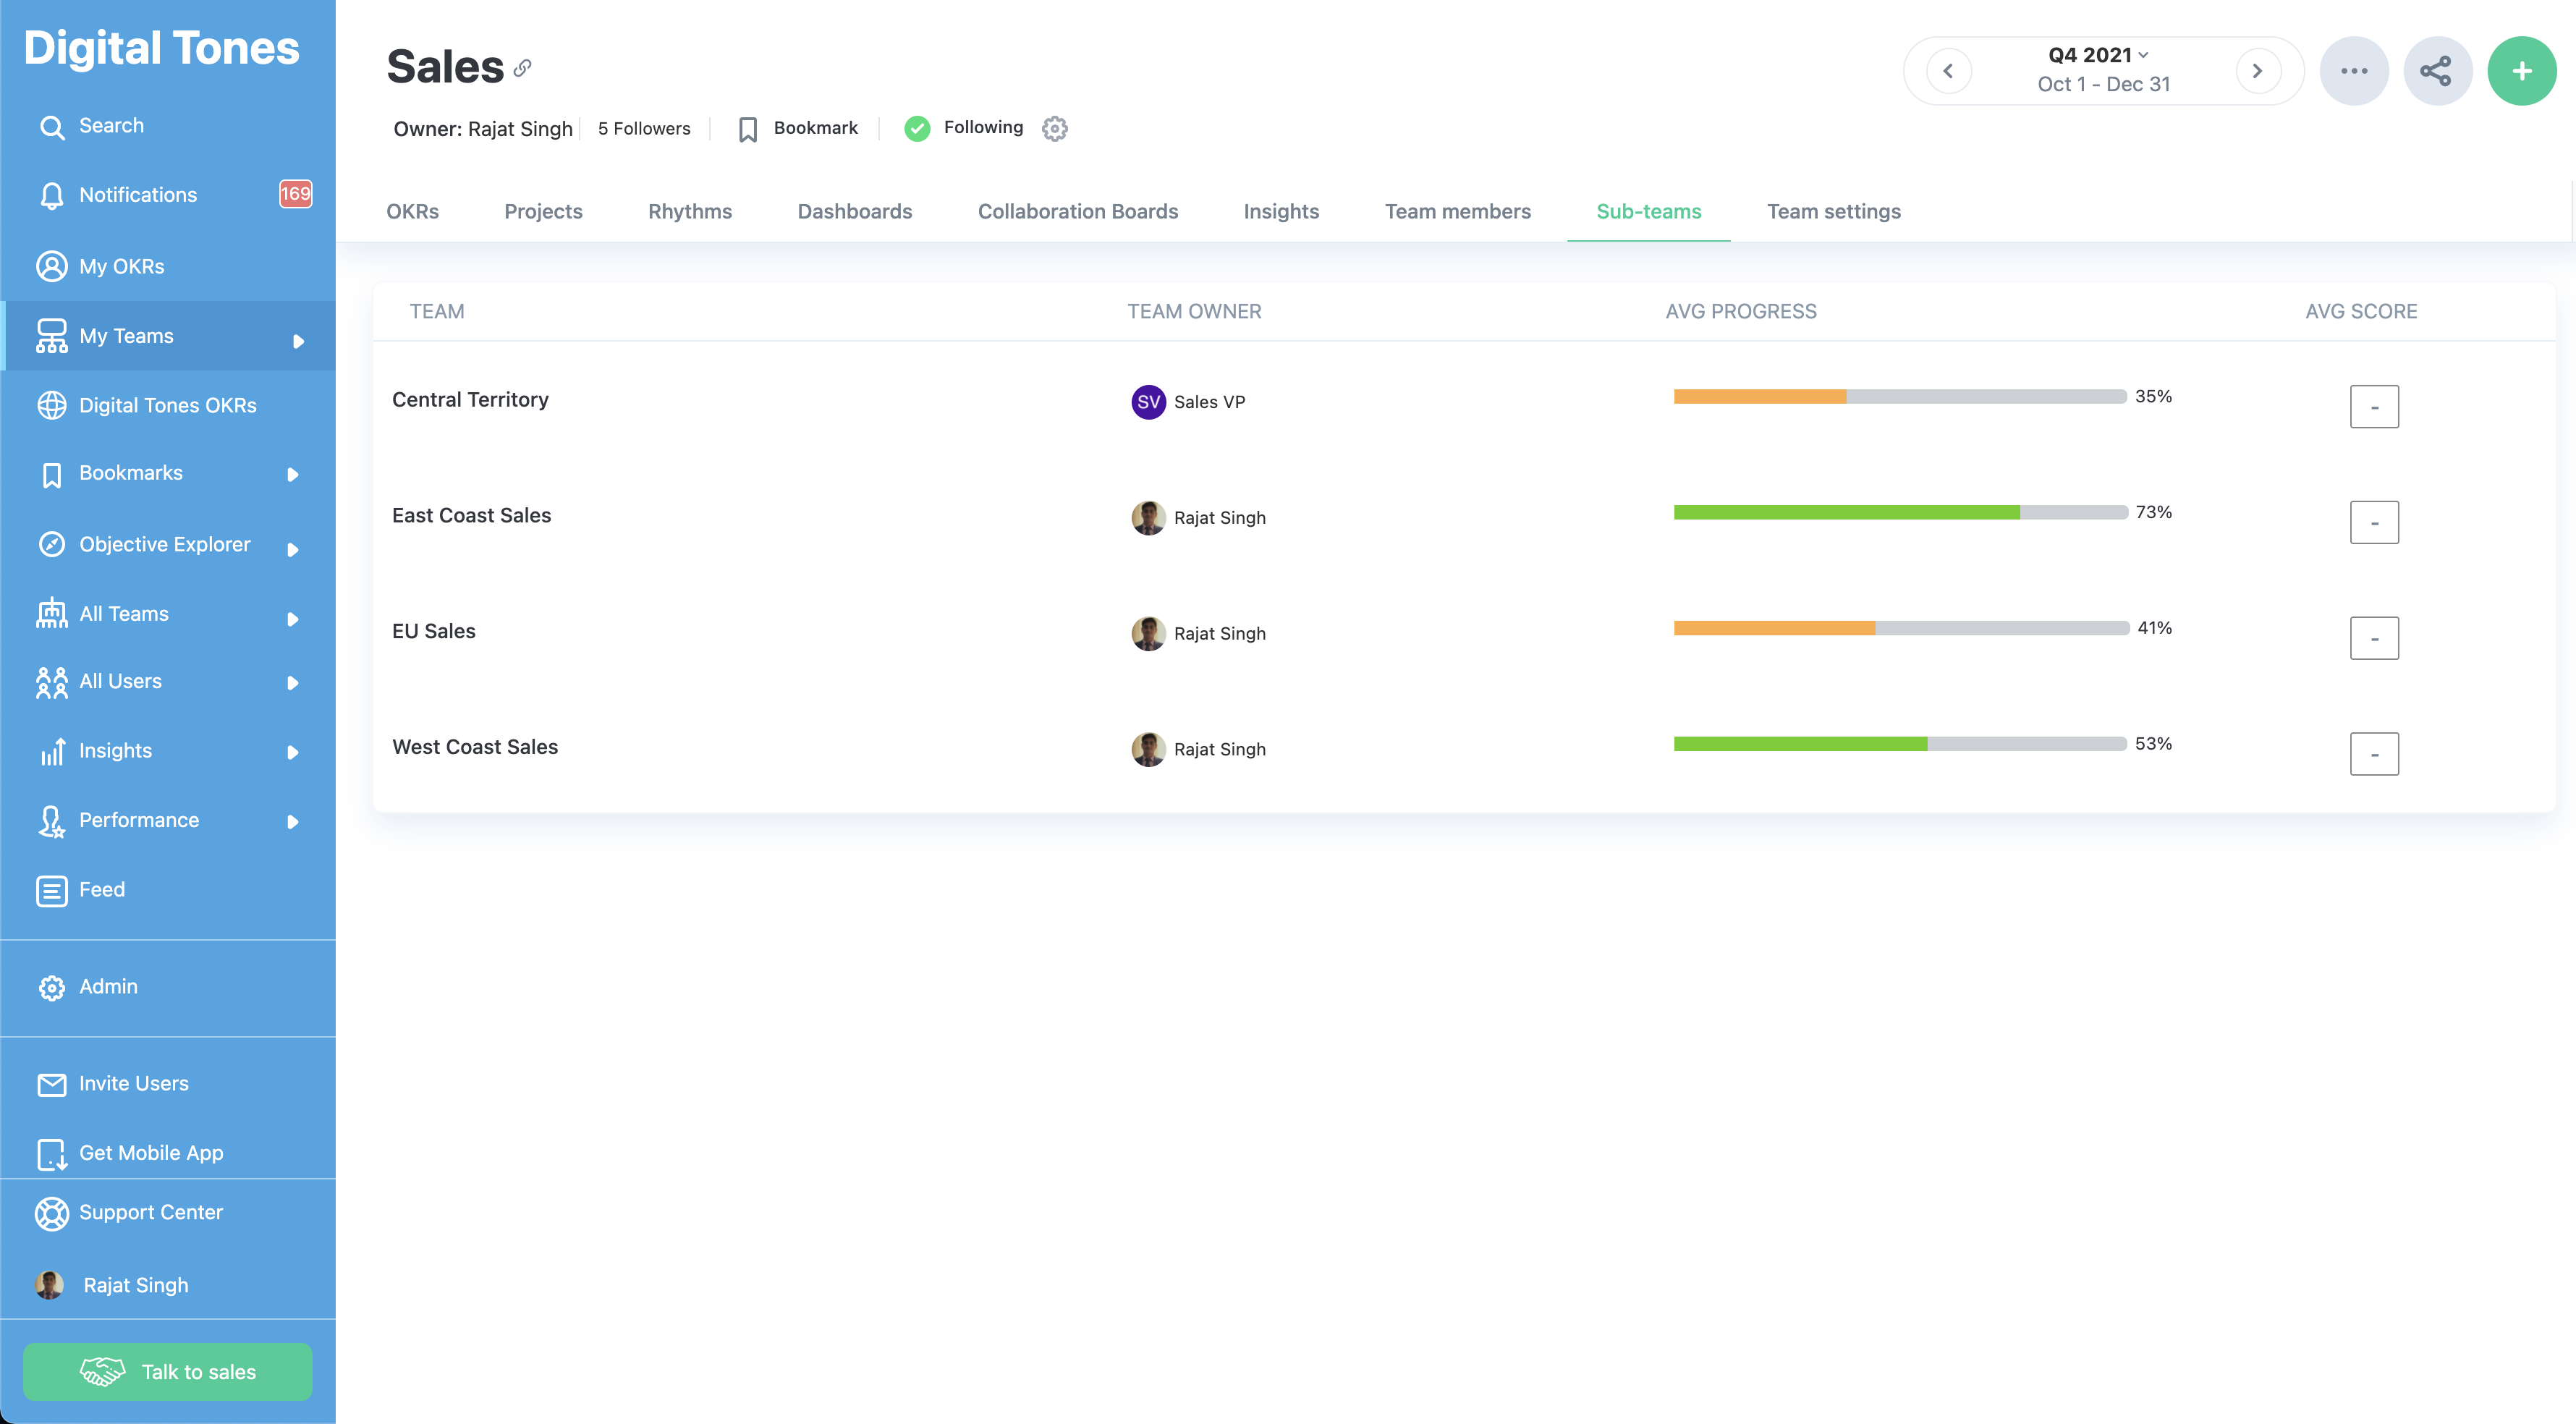 Digital Tones
Search
Notifications 169
My OKRs
My Teams
Digital Tones OKRs
Bookmarks
Objective Explorer
All Teams
All Users
Insights
Performance
Feed
Admin
Invite Users
Get Mobile App
Support Center
Rajat Singh
Talk to sales
Sales
Q4 2021
Oct 1 - Dec 31
Owner: Rajat Singh 5 Followers Bookmark Following
OKRs Projects Rhythms Dashboards Collaboration Boards Insights Team members Sub-teams Team settings
TEAM TEAM OWNER AVG PROGRESS AVG SCORE
Central Territory SV Sales VP 35% -
East Coast Sales Rajat Singh 73% -
EU Sales Rajat Singh 41% -
West Coast Sales Rajat Singh 53% -